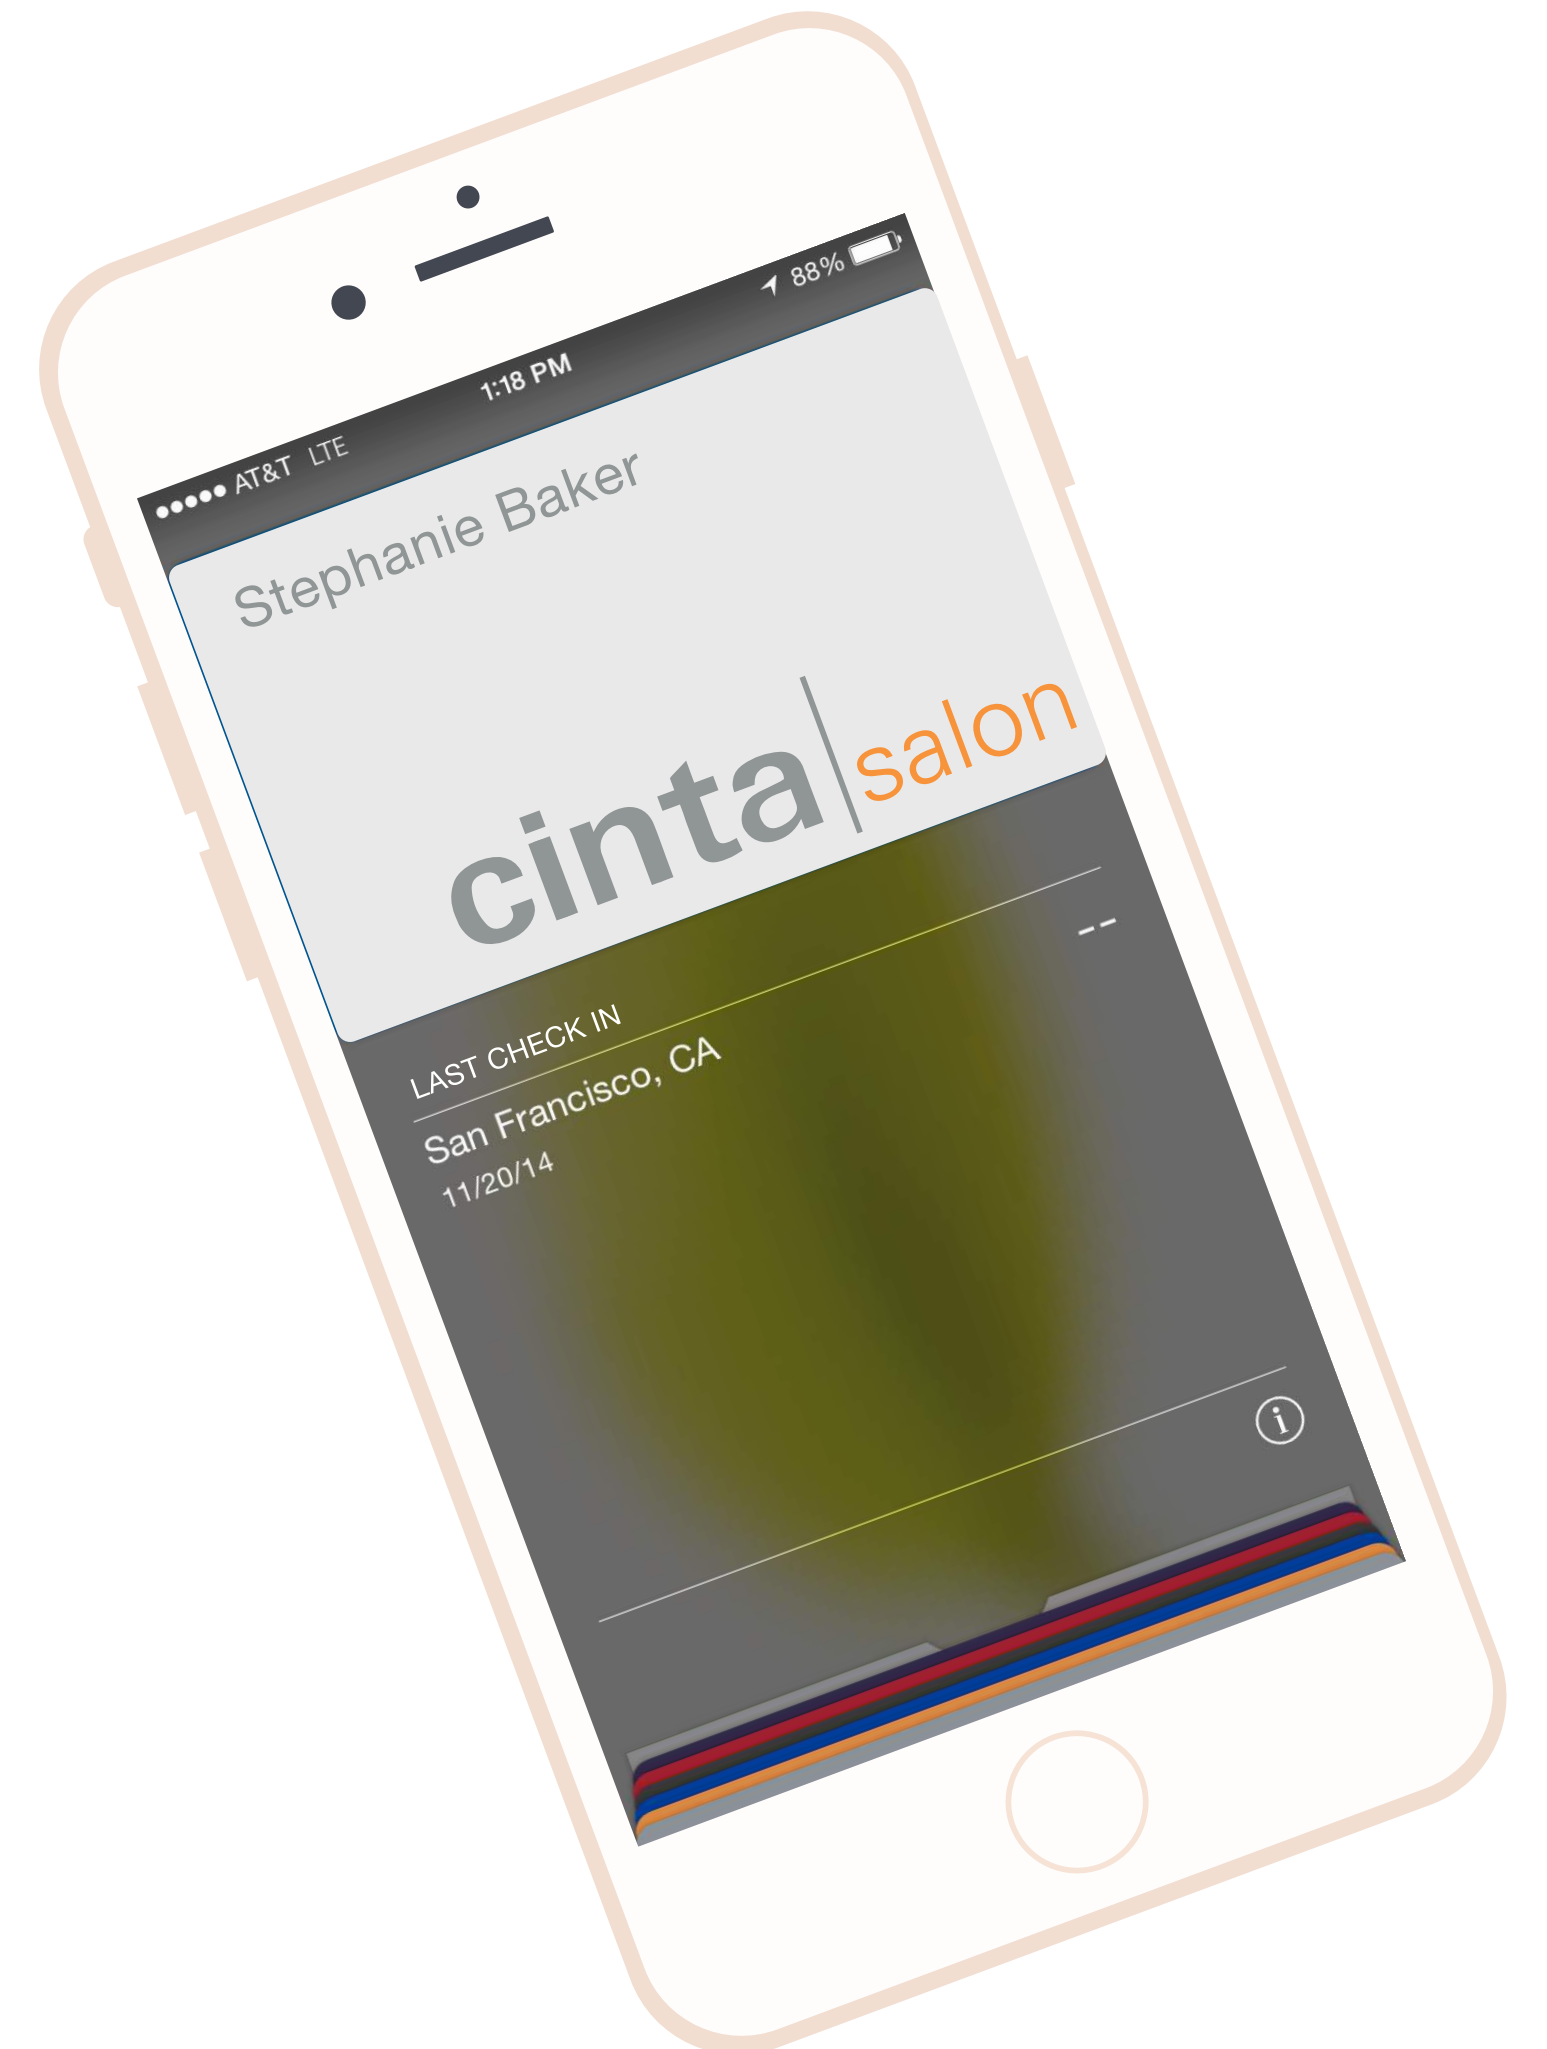 AT&T LTE 1:18 PM 88%
Stephanie Baker
cinta|salon
LAST CHECK IN
San Francisco, CA --
11/20/14
i